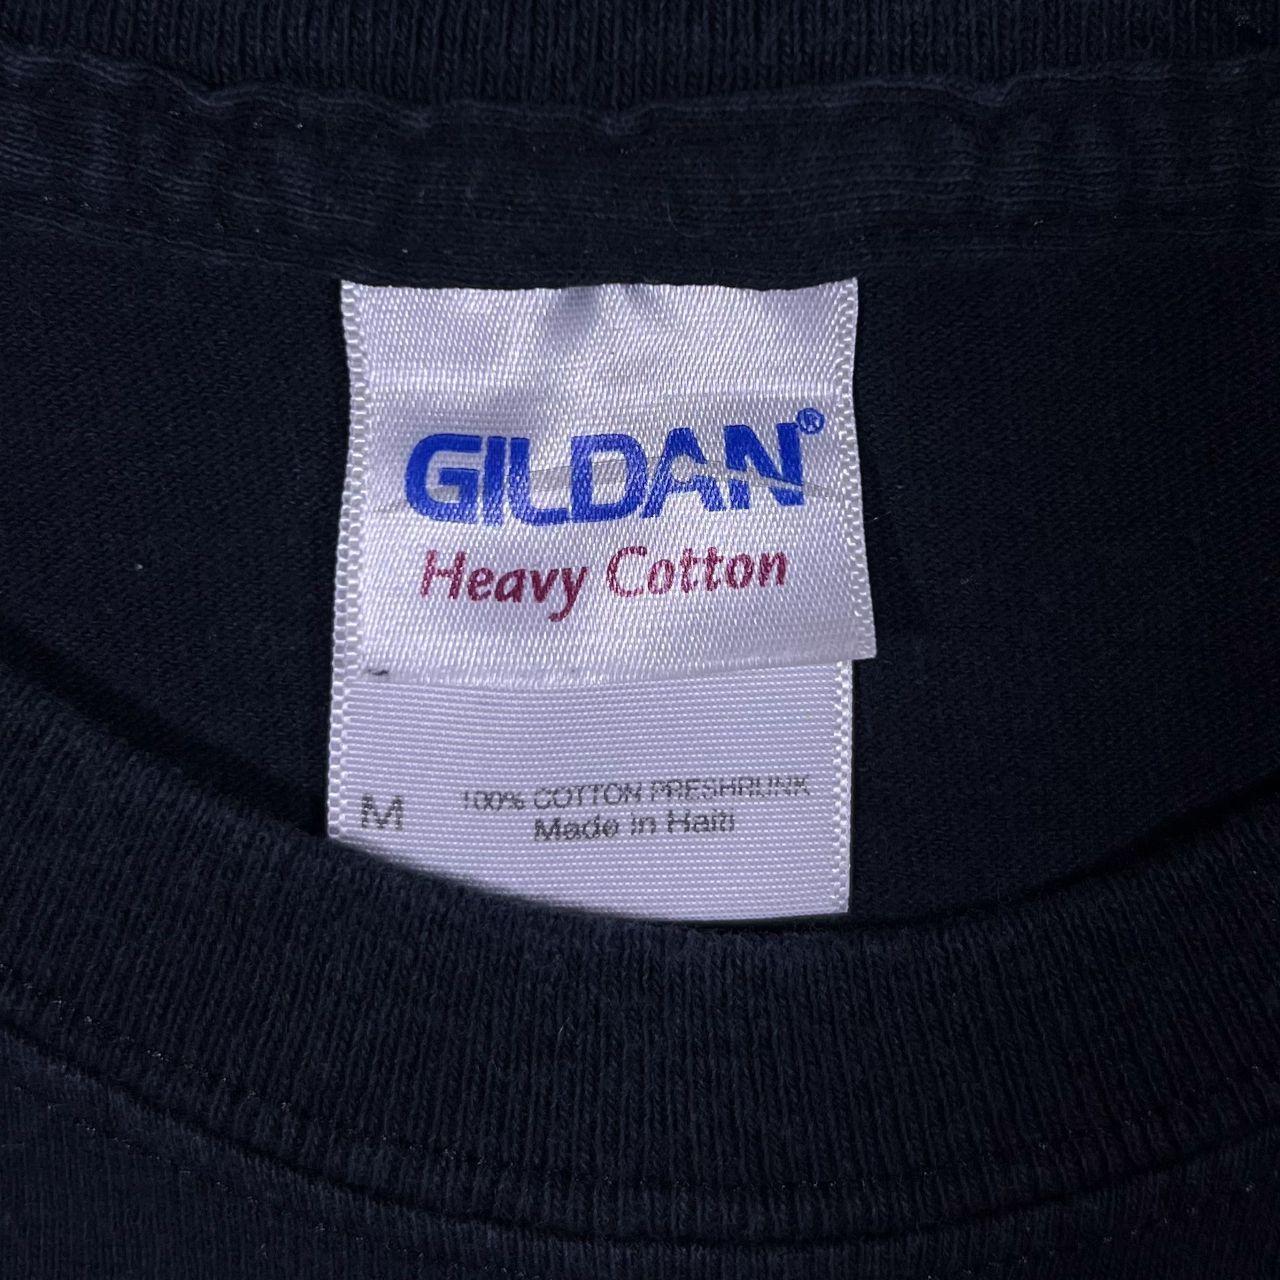 GILDAN®
Heavy Cotton
M 100% COTTON PRESHRUNK
Made in Haiti